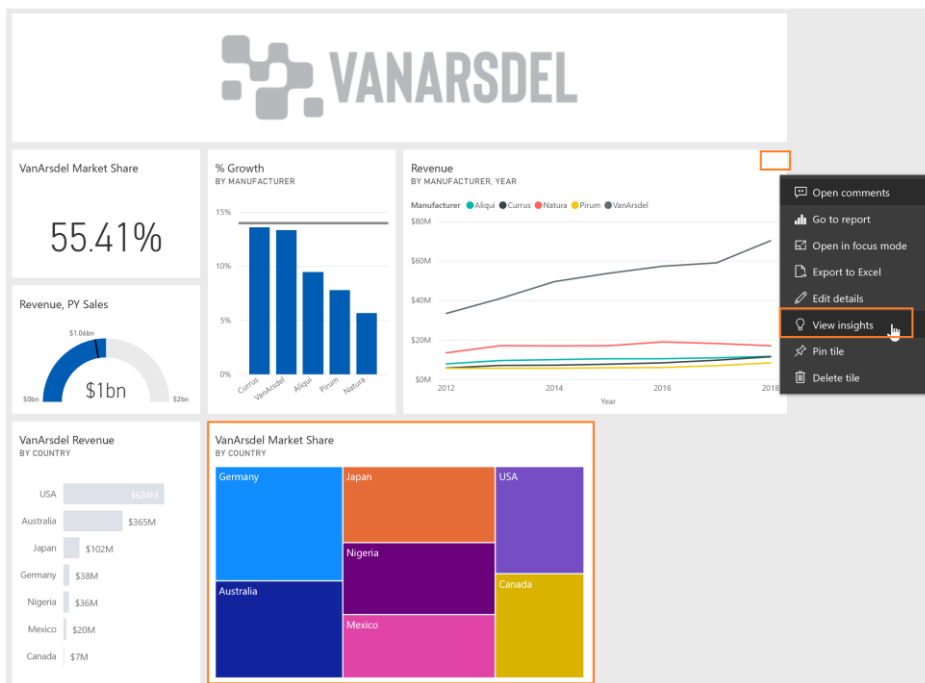 VANARSDEL
VanArsdel Market Share
55.41%
Revenue, PY Sales
$1.06bn
$1bn
$0bn
$2bn
% Growth
BY MANUFACTURER
15%
10%
5%
0%
Currus
VanArsdel
Aliqui
Pirum
Natura
Revenue
BY MANUFACTURER, YEAR
Manufacturer Aliqui Currus Natura Pirum VanArsdel
$80M
$60M
$40M
$20M
$0M
2012 2014 2016 2018
Year
Open comments
Go to report
Open in focus mode
Export to Excel
Edit details
View insights
Pin tile
Delete tile
VanArsdel Revenue
BY COUNTRY
USA $624M
Australia $365M
Japan $102M
Germany $38M
Nigeria $36M
Mexico $20M
Canada $7M
VanArsdel Market Share
BY COUNTRY
Germany
Australia
Japan
Nigeria
Mexico
USA
Canada